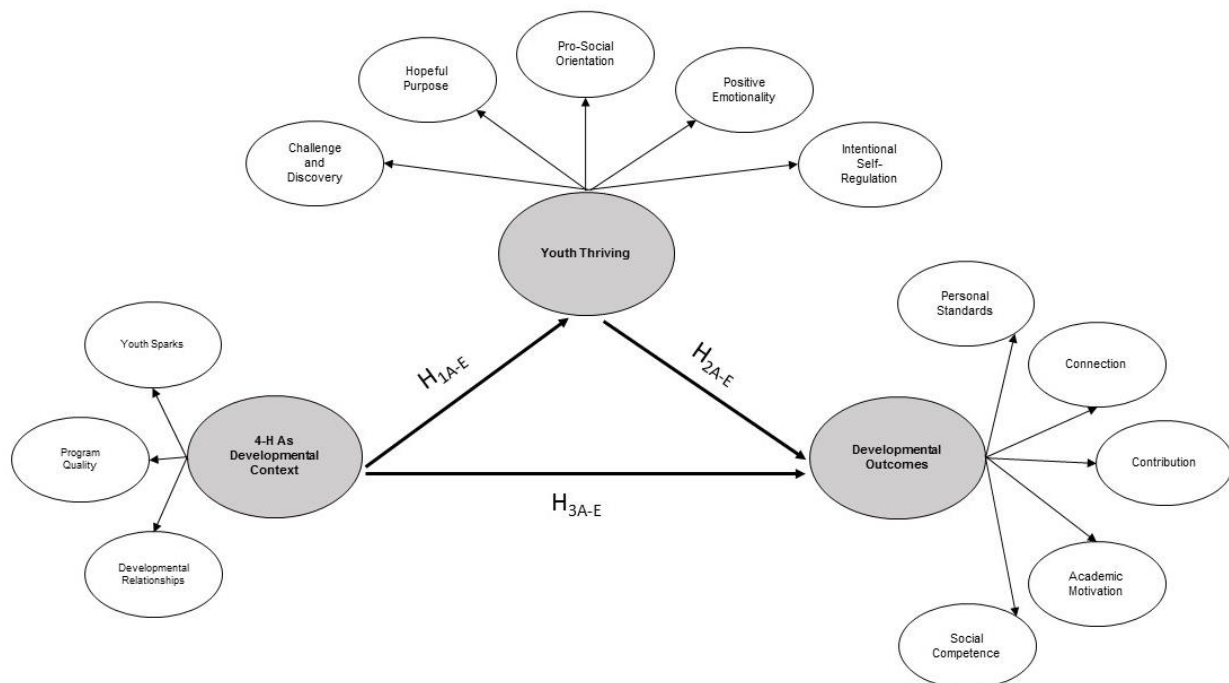 Pro-Social
Orientation
Hopeful
Purpose
Positive
Emotionality
Challenge
and
Discovery
Intentional
Self-
Regulation
Youth Thriving
Personal
Standards
Youth Sparks
Connection
H1A-E
H2A-E
Program
Quality
4-H As
Developmental
Context
Developmental
Outcomes
Contribution
H3A-E
Developmental
Relationships
Academic
Motivation
Social
Competence